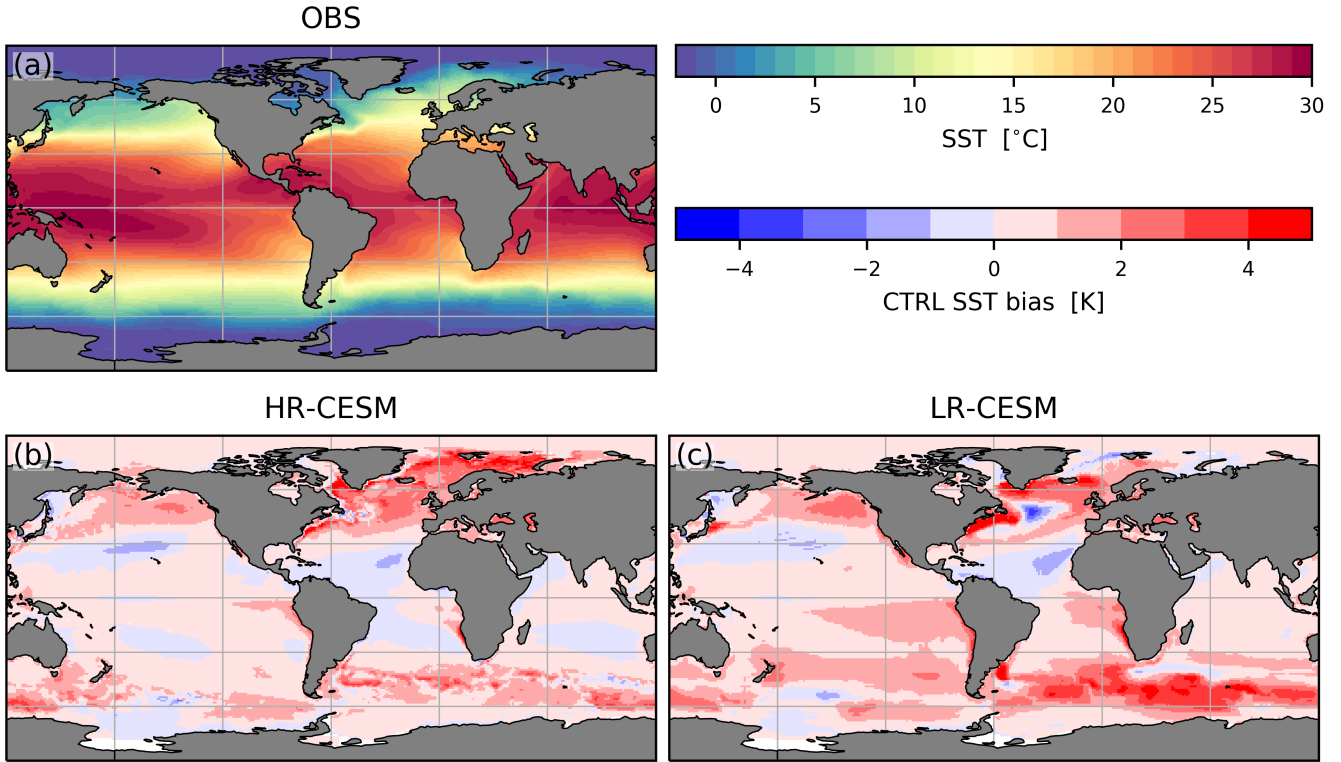 OBS
(a)
0 5 10 15 20 25 30
SST [°C]
−4 −2 0 2 4
CTRL SST bias [K]
HR-CESM
LR-CESM
(b)
(c)